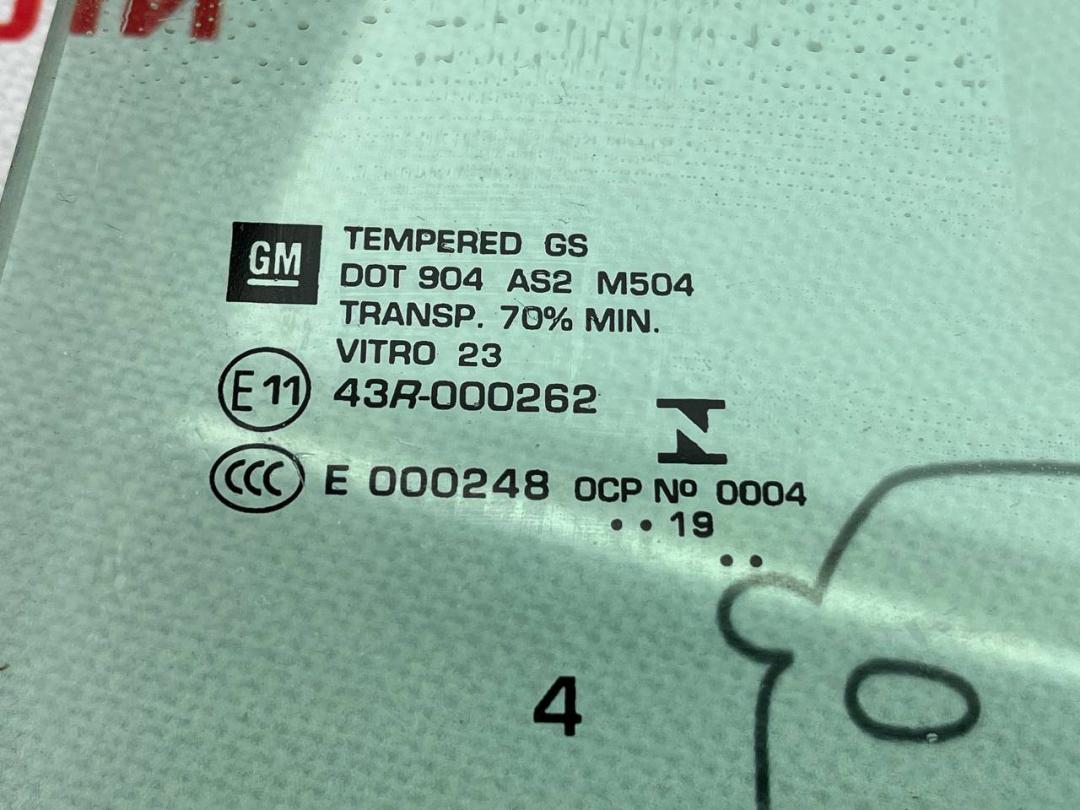 GM
TEMPERED GS
DOT 904 AS2 M504
TRANSP. 70% MIN.
VITRO 23
E11 43R-000262
N
CCC E 000248 OCP Nº 0004
• • 19
• •
4